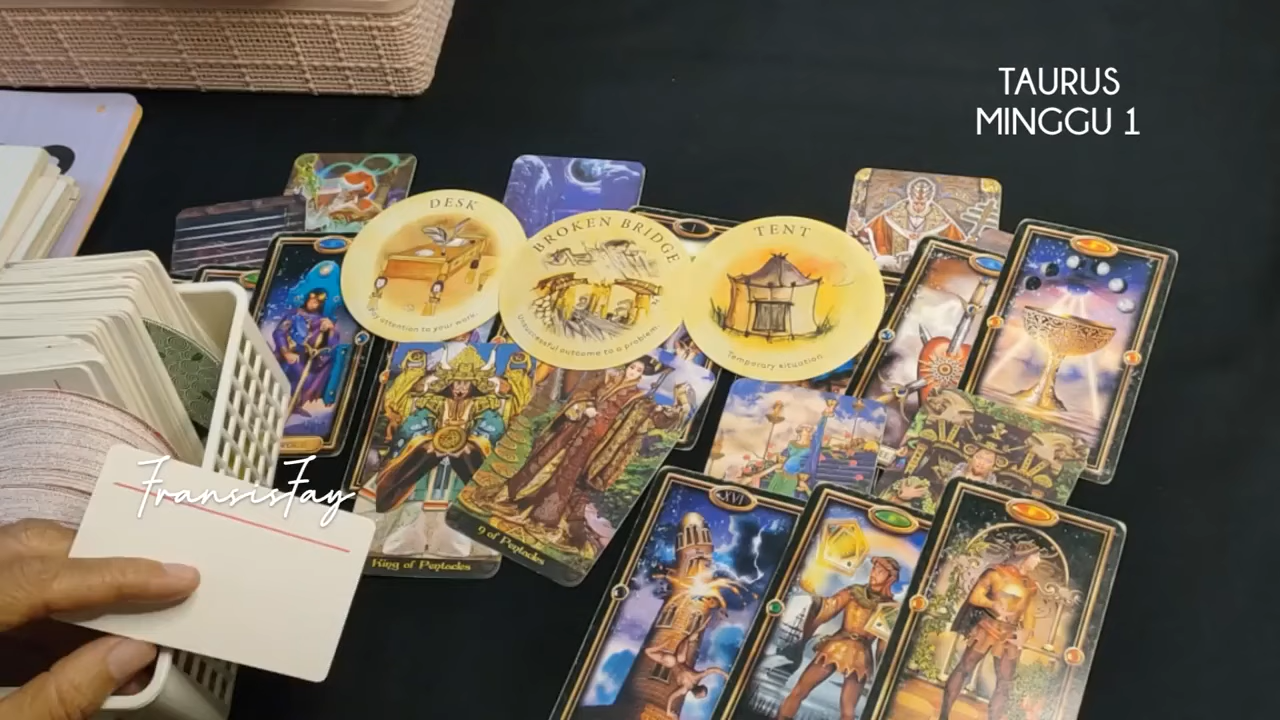 TAURUS
MINGGU 1
DESK
Pay attention to your work.
BROKEN BRIDGE
Unsuccessful outcome to a problem.
TENT
Temporary situation
I
XVI
King of Pentacles
9 of Pentacles
FransisFay